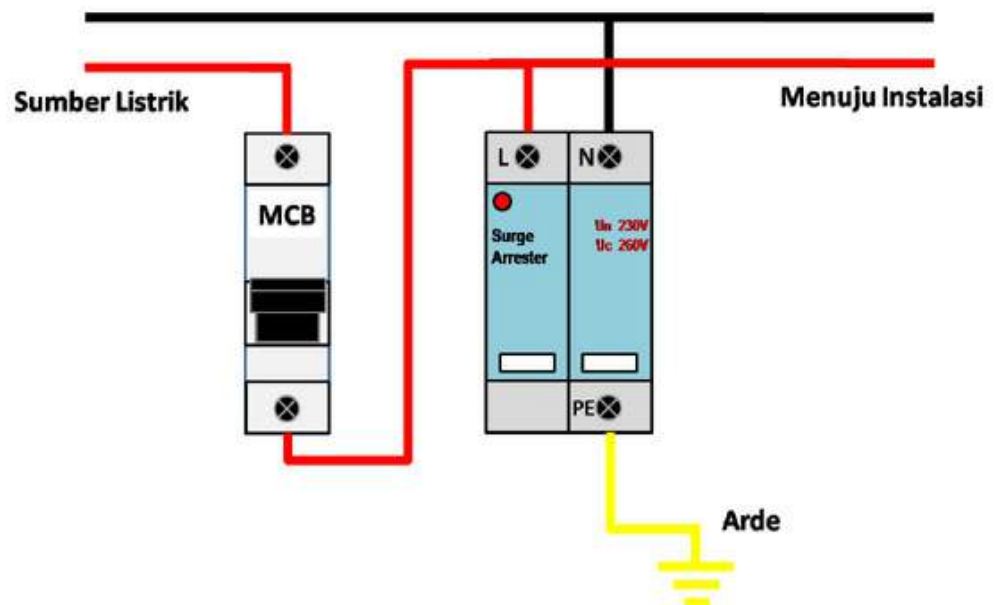 Sumber Listrik
Menuju Instalasi
L
N
MCB
Surge
Arrester
Un 230V
Uc 260V
PE
Arde